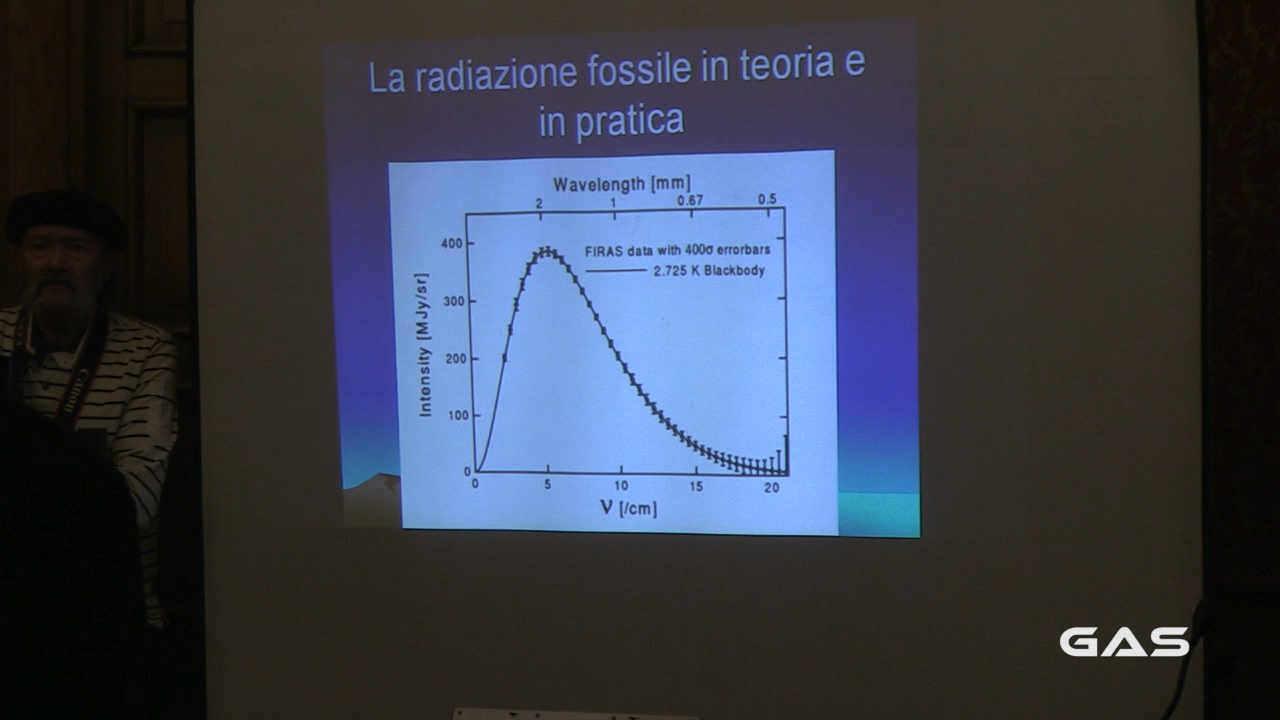 La radiazione fossile in teoria e
in pratica
Wavelength [mm]
2 1 0.67 0.5
400
300
200
100
0
Intensity [MJy/sr]
FIRAS data with 400σ errorbars
2.725 K Blackbody
0 5 10 15 20
ν [/cm]
Canon
GAS